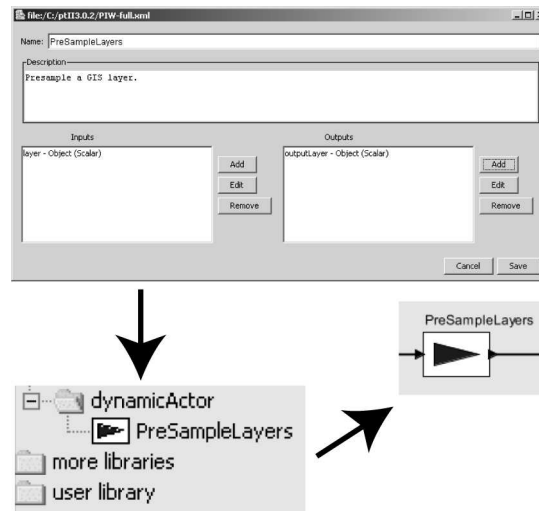 file:/C:/ptII3.0.2/PIW-full.xml
Name: PreSampleLayers
Description
Presample a GIS layer.
Inputs
Outputs
layer - Object (Scalar)
Add
Edit
Remove
outputLayer - Object (Scalar)
Add
Edit
Remove
Cancel
Save
PreSampleLayers
dynamicActor
PreSampleLayers
more libraries
user library